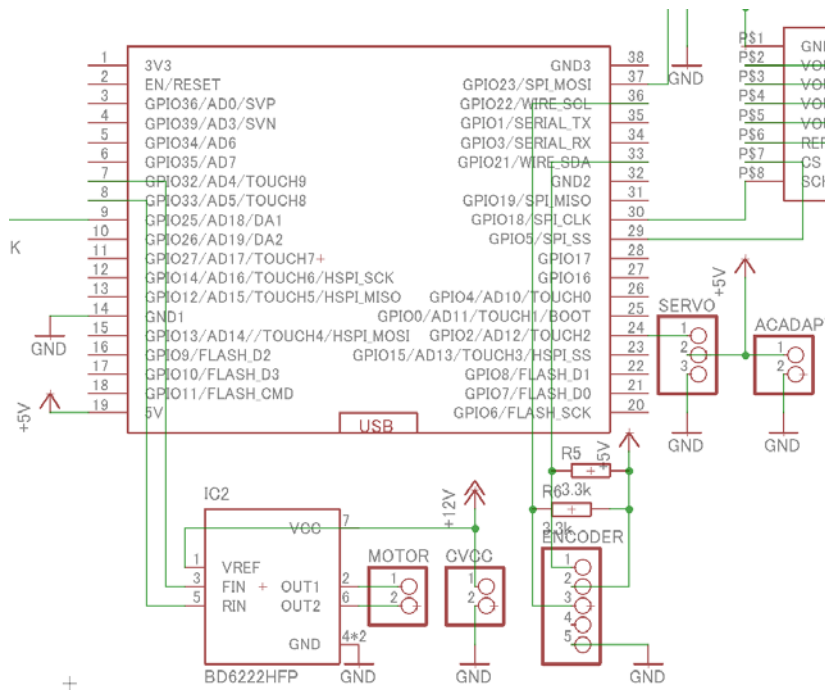 1 3V3
2 EN/RESET
3 GPIO36/AD0/SVP
4 GPIO39/AD3/SVN
5 GPIO34/AD6
6 GPIO35/AD7
7 GPIO32/AD4/TOUCH9
8 GPIO33/AD5/TOUCH8
9 GPIO25/AD18/DA1
10 GPIO26/AD19/DA2
11 GPIO27/AD17/TOUCH7
12 GPIO14/AD16/TOUCH6/HSPI_SCK
13 GPIO12/AD15/TOUCH5/HSPI_MISO
14 GND1
15 GPIO13/AD14//TOUCH4/HSPI_MOSI
16 GPIO9/FLASH_D2
17 GPIO10/FLASH_D3
18 GPIO11/FLASH_CMD
19 5V
GND3 38
GPIO23/SPI_MOSI 37
GPIO22/WIRE_SCL 36
GPIO1/SERIAL_TX 35
GPIO3/SERIAL_RX 34
GPIO21/WIRE_SDA 33
GND2 32
GPIO19/SPI_MISO 31
GPIO18/SPI_CLK 30
GPIO5/SPI_SS 29
GPIO17 28
GPIO16 27
GPIO4/AD10/TOUCH0 26
GPIO0/AD11/TOUCH1/BOOT 25
GPIO2/AD12/TOUCH2 24
GPIO15/AD13/TOUCH3/HSPI_SS 23
GPIO8/FLASH_D1 22
GPIO7/FLASH_D0 21
GPIO6/FLASH_SCK 20
USB
K
GND
+5V
GND
P$1 GN
P$2 VO
P$3 VO
P$4 VO
P$5 VO
P$6 REF
P$7 CS
P$8 SC
+5V
SERVO
1
2
3
GND
ACADAPT
1
2
GND
IC2
VCC 7
1 VREF
3 FIN
5 RIN
OUT1 2
OUT2 6
GND 4*2
BD6222HFP
GND
MOTOR
1
2
+12V
CVCC
1
2
GND
R5
+5V
3.3k
R6
3.3k
ENCODER
1
2
3
4
5
GND